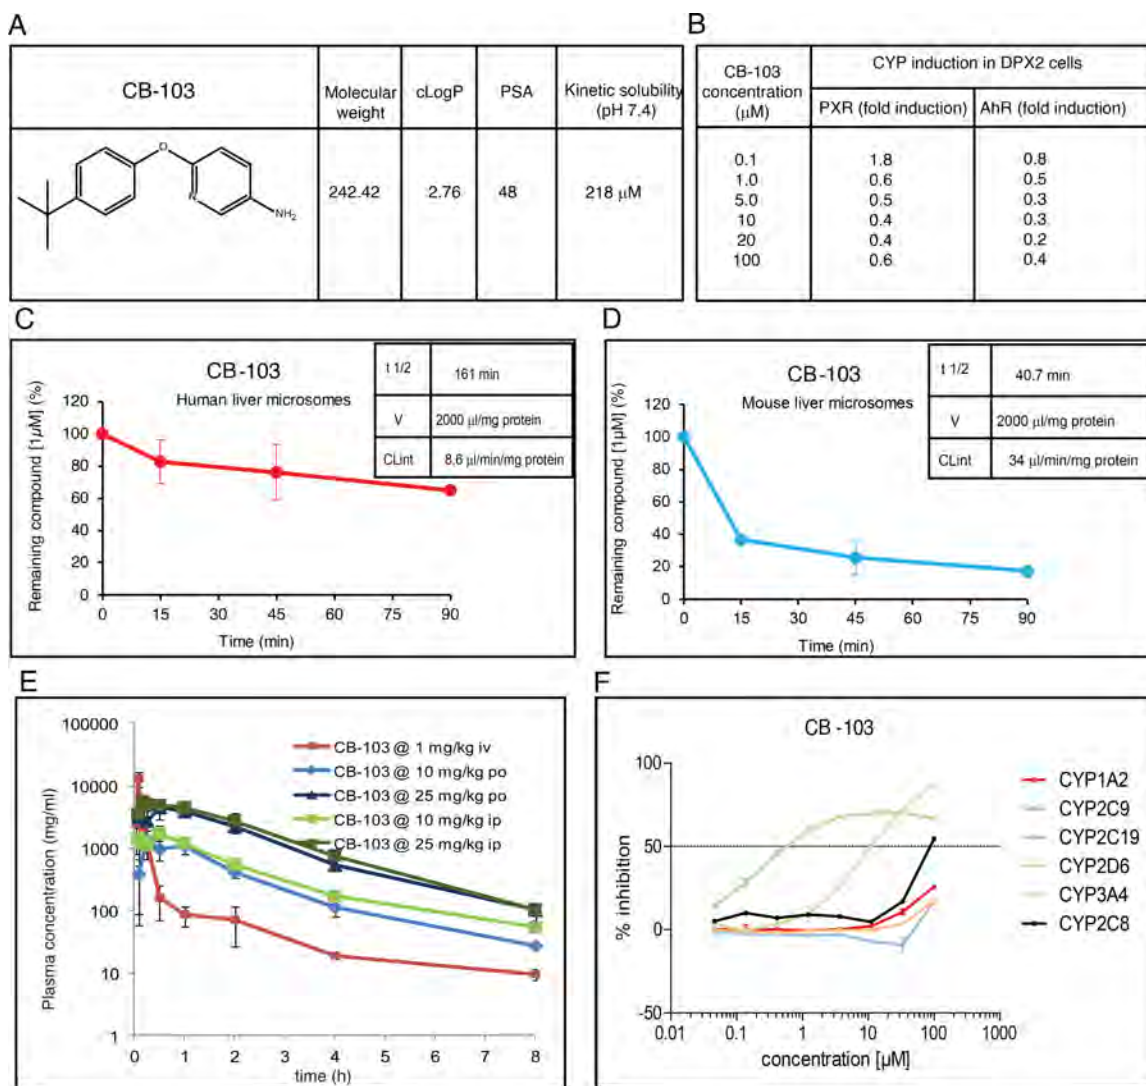 A
CB-103
Molecular weight
cLogP
PSA
Kinetic solubility (pH 7.4)
O
N
NH₂
242.42
2.76
48
218 µM
B
CB-103 concentration (µM)
CYP induction in DPX2 cells
PXR (fold induction)
AhR (fold induction)
0.1 1.8 0.8
1.0 0.6 0.5
5.0 0.5 0.3
10 0.4 0.3
20 0.4 0.2
100 0.6 0.4
C
CB-103
Human liver microsomes
t 1/2 161 min
V 2000 µl/mg protein
CLint 8.6 µl/min/mg protein
Remaining compound [1µM] (%)
120
100
80
60
40
20
0
0 15 45 90
Time (min)
D
CB-103
Mouse liver microsomes
t 1/2 40.7 min
V 2000 µl/mg protein
CLint 34 µl/min/mg protein
Remaining compound [1µM] (%)
120
100
80
60
40
20
0
0 15 45 90
Time (min)
E
Plasma concentration (mg/ml)
100000
10000
1000
100
10
1
CB-103 @ 1 mg/kg iv
CB-103 @ 10 mg/kg po
CB-103 @ 25 mg/kg po
CB-103 @ 10 mg/kg ip
CB-103 @ 25 mg/kg ip
0 1 2 3 4 5 6 7 8
time (h)
F
CB -103
% inhibition
100
50
0
-50
0.01 0.1 1 10 100 1000
concentration [µM]
CYP1A2
CYP2C9
CYP2C19
CYP2D6
CYP3A4
CYP2C8